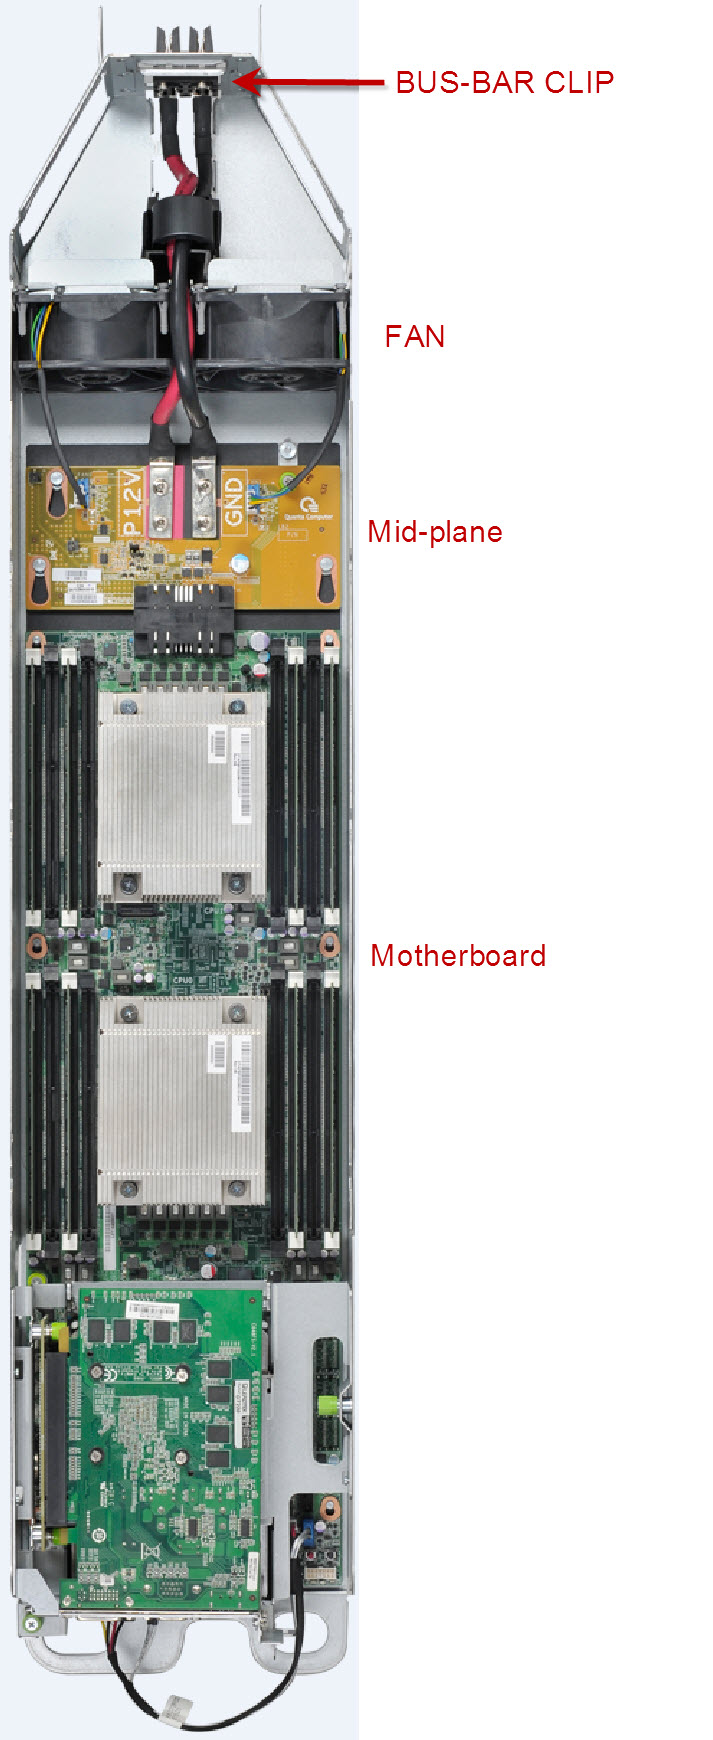 BUS-BAR CLIP
FAN
P12V
GND
Quanta Computer
Mid-plane
Motherboard
CPU0